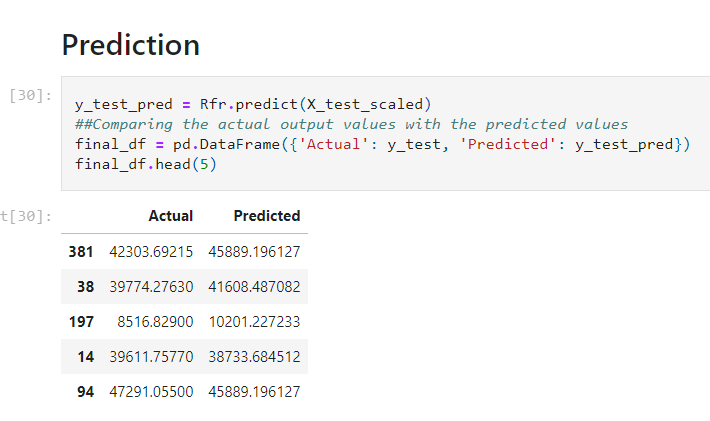 Prediction
[30]:
y_test_pred = Rfr.predict(X_test_scaled)
##Comparing the actual output values with the predicted values
final_df = pd.DataFrame({'Actual': y_test, 'Predicted': y_test_pred})
final_df.head(5)
t[30]:
Actual Predicted
381 42303.69215 45889.196127
38 39774.27630 41608.487082
197 8516.82900 10201.227233
14 39611.75770 38733.684512
94 47291.05500 45889.196127